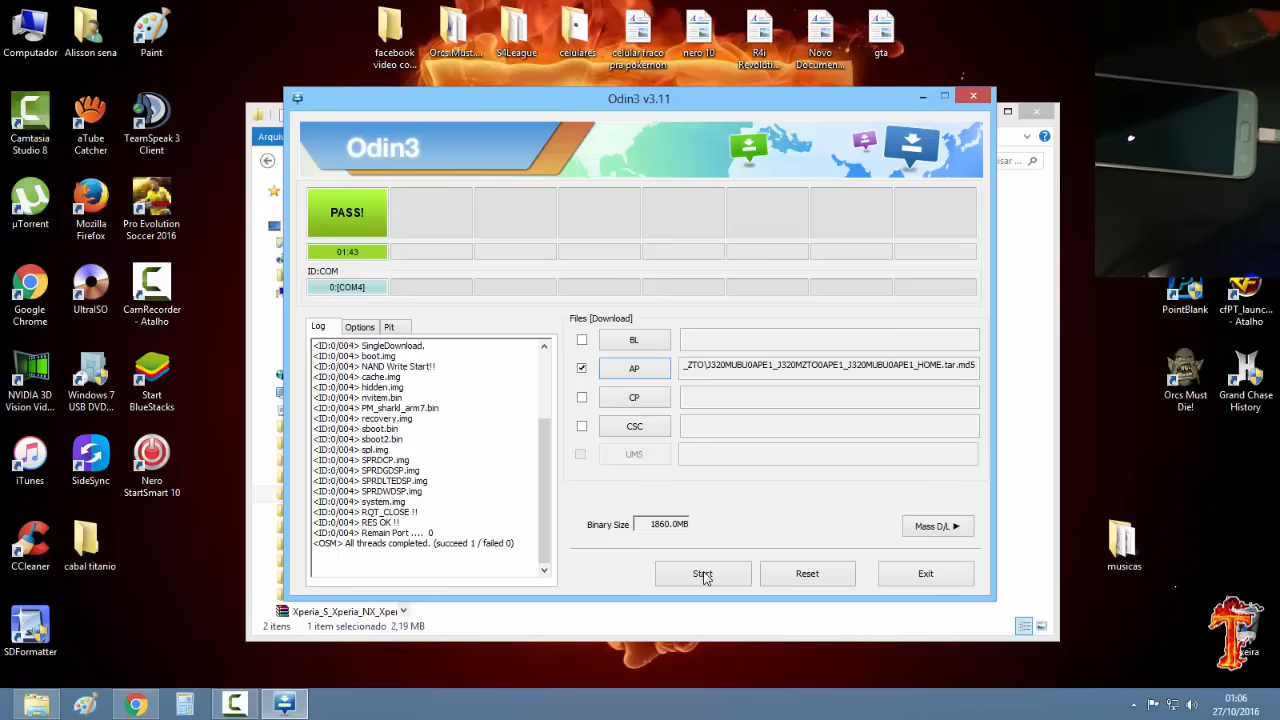 Computador
Alisson sena
Paint
facebook
video co...
Orcs.Must....
S4League
celulares
celular fraco
pra pokemon
nero 10
R4i
Revoluti...
Novo
Documen...
gta
Camtasia
Studio 8
aTube
Catcher
TeamSpeak 3
Client
µTorrent
Mozilla
Firefox
Pro Evolution
Soccer 2016
Google
Chrome
UltraISO
CamRecorder
- Atalho
NVIDIA 3D
Vision Vid...
Windows 7
USB DVD...
Start
BlueStacks
iTunes
SideSync
Nero
StartSmart 10
CCleaner
cabal titanio
SDFormatter
Odin3 v3.11
Odin3
PASS!
01:43
ID:COM
0:[COM4]
Log
Options
Pit
<ID:0/004> SingleDownload.
<ID:0/004> boot.img
<ID:0/004> NAND Write Start!!
<ID:0/004> cache.img
<ID:0/004> hidden.img
<ID:0/004> nvitem.bin
<ID:0/004> PM_sharkl_arm7.bin
<ID:0/004> recovery.img
<ID:0/004> sboot.bin
<ID:0/004> sboot2.bin
<ID:0/004> spl.img
<ID:0/004> SPRDCP.img
<ID:0/004> SPRDGDSP.img
<ID:0/004> SPRDLTEDSP.img
<ID:0/004> SPRDWDSP.img
<ID:0/004> system.img
<ID:0/004> RQT_CLOSE !!
<ID:0/004> RES OK !!
<ID:0/004> Remain Port .... 0
<OSM> All threads completed. (succeed 1 / failed 0)
Files [Download]
BL
AP
_ZTO\J320MUBU0APE1_J320MZTO0APE1_J320MUBU0APE1_HOME.tar.md5
CP
CSC
UMS
Binary Size
1860.0MB
Mass D/L ►
Start
Reset
Exit
Arquiv
isar ...
Xperia_S_Xperia_NX_Xper
2 itens
1 item selecionado 2,19 MB
PointBlank
cfPT_launc...
- Atalho
Orcs Must
Die!
Grand Chase
History
musicas
01:06
27/10/2016